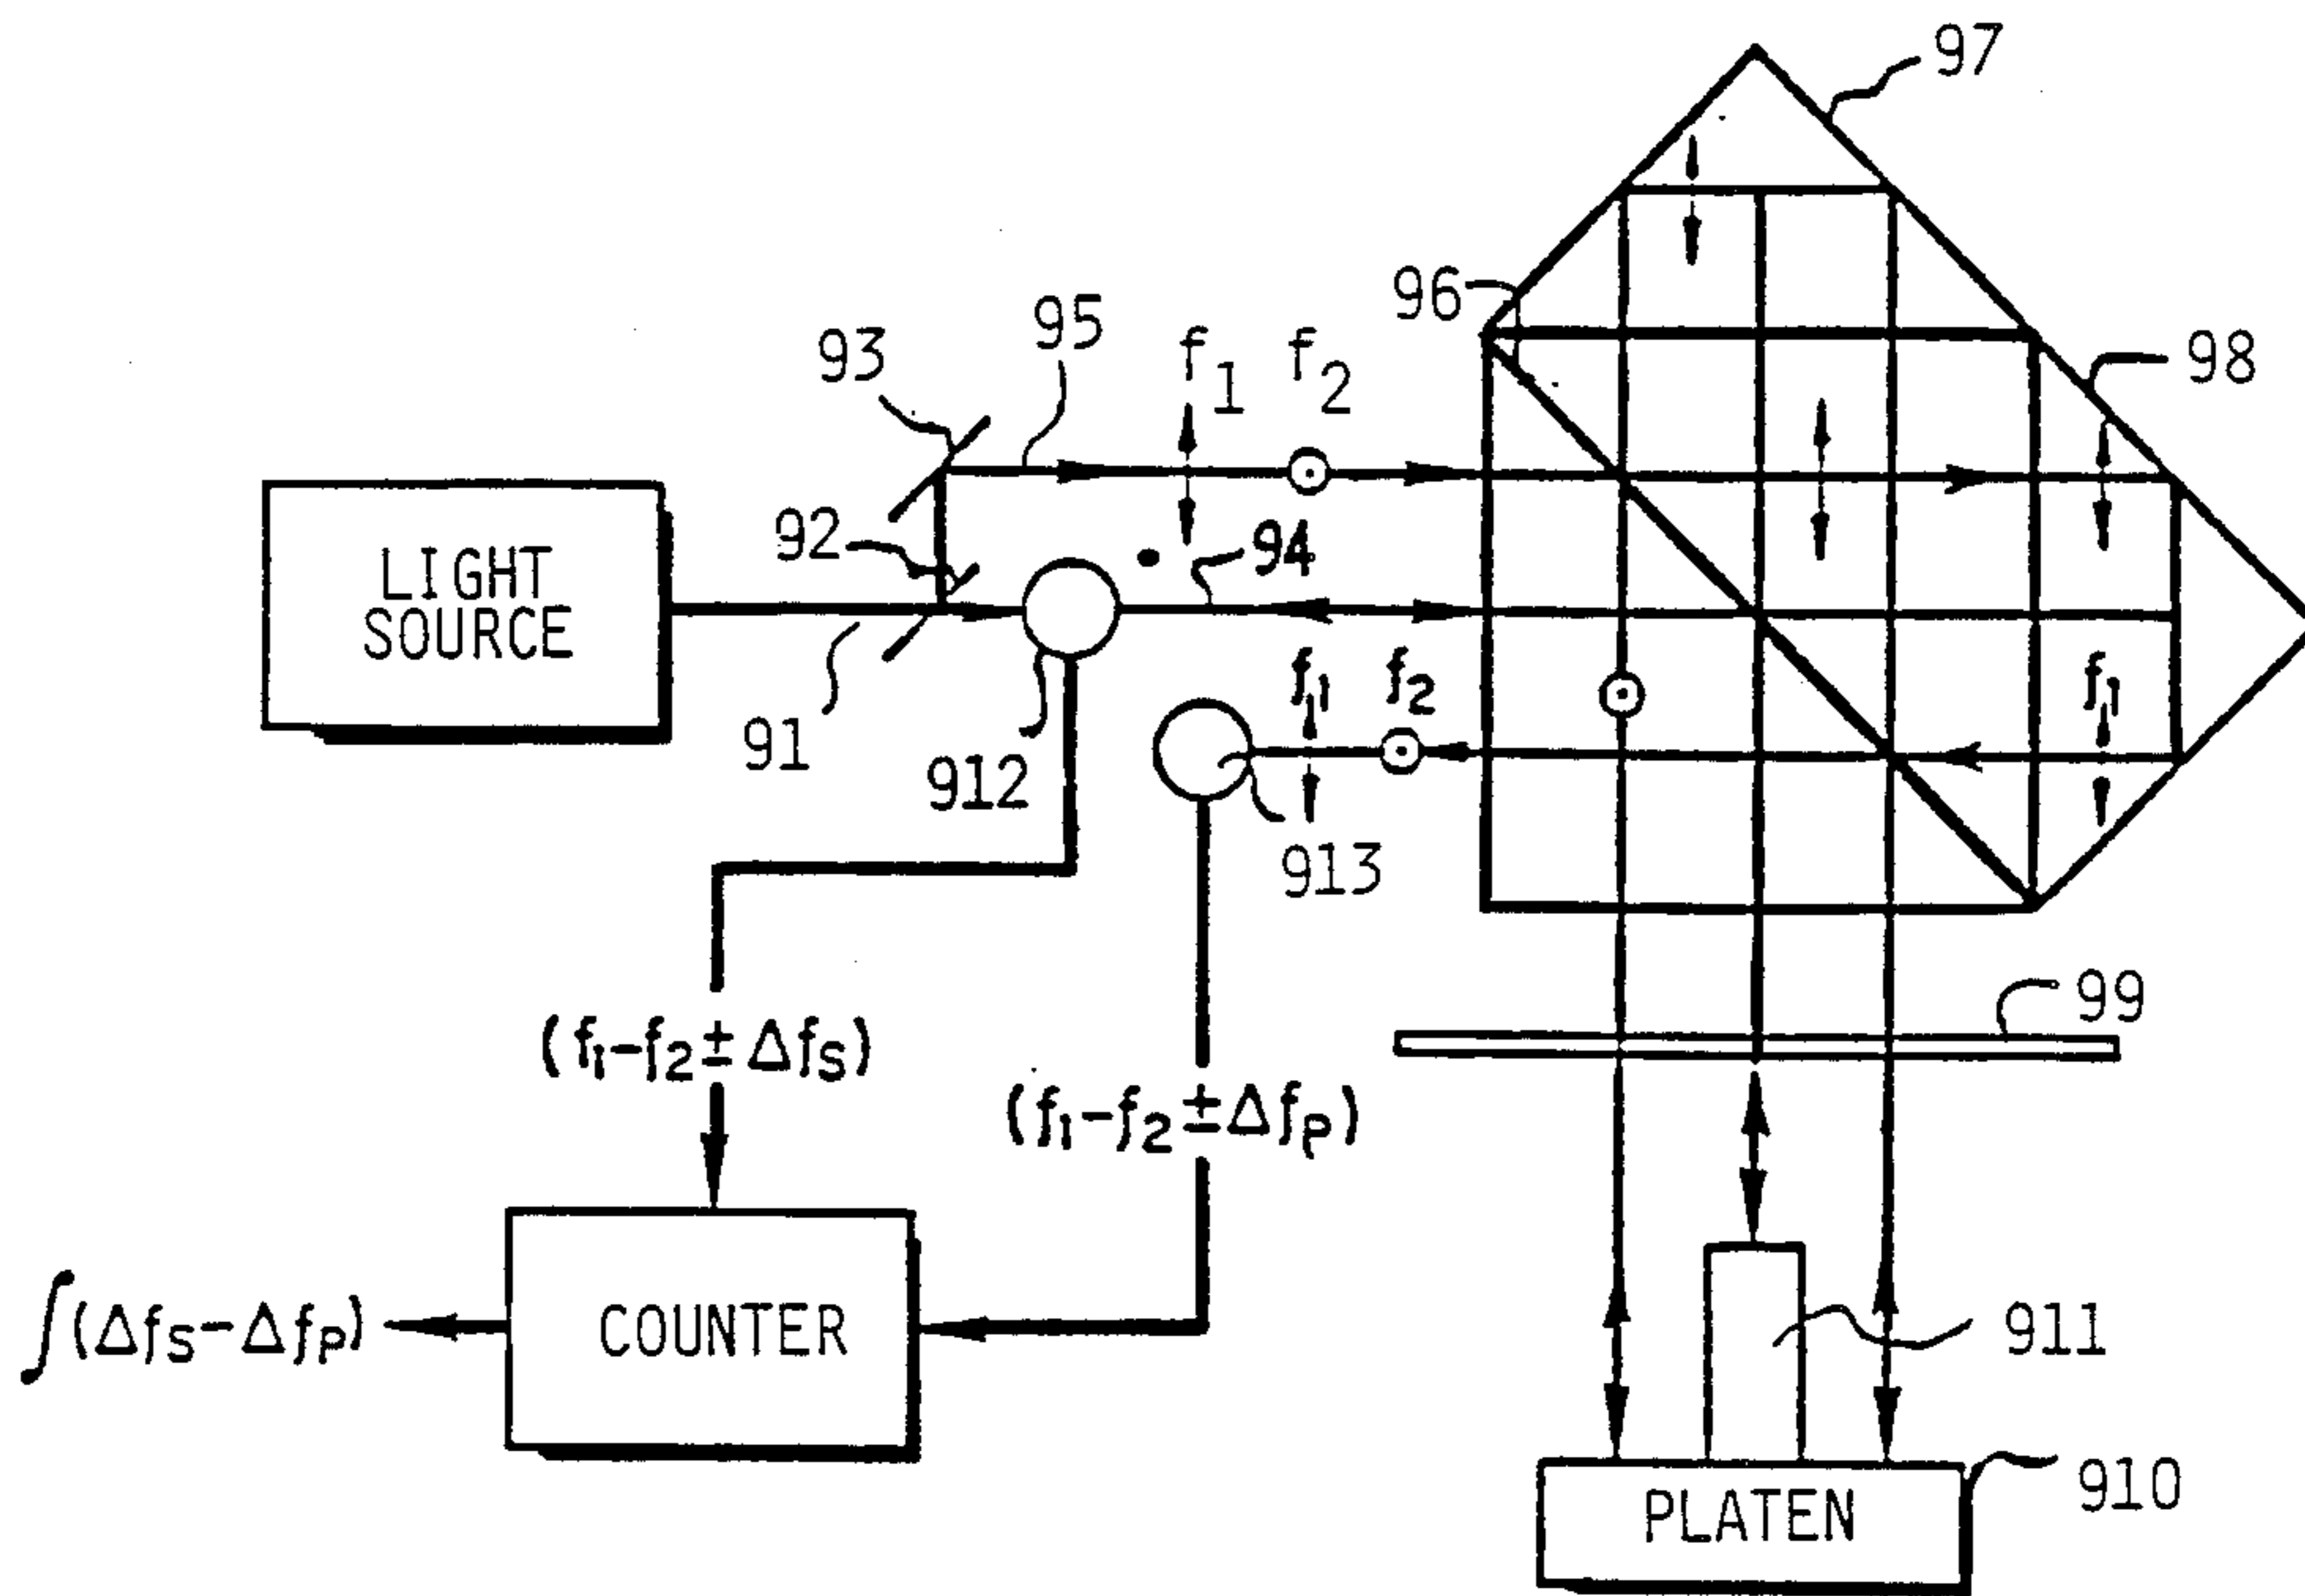 97
96
98
93
95
f1 f2
92
94
LIGHT
SOURCE
91
f1 f2
f1
912
913
99
(f1-f2±ΔfS)
(f1-f2±ΔfP)
∫(ΔfS-ΔfP)
COUNTER
911
910
PLATEN